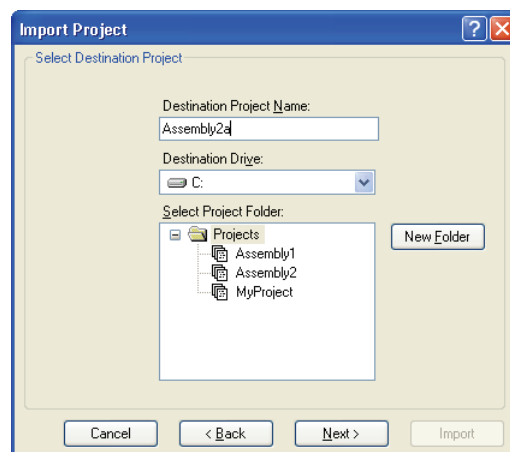 Import Project
Select Destination Project
Destination Project Name:
Assembly2a
Destination Drive:
C:
Select Project Folder:
Projects
New Folder
Assembly1
Assembly2
MyProject
Cancel
< Back
Next >
Import